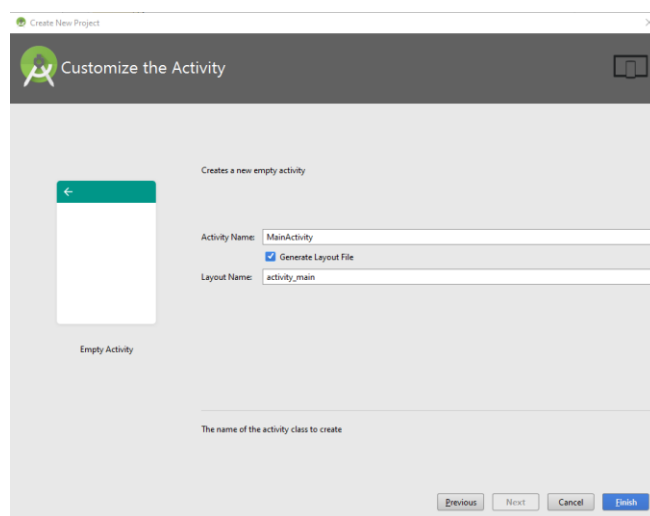 Create New Project
Customize the Activity
Creates a new empty activity
Activity Name: MainActivity
Generate Layout File
Layout Name: activity_main
Empty Activity
The name of the activity class to create
Previous Next Cancel Finish